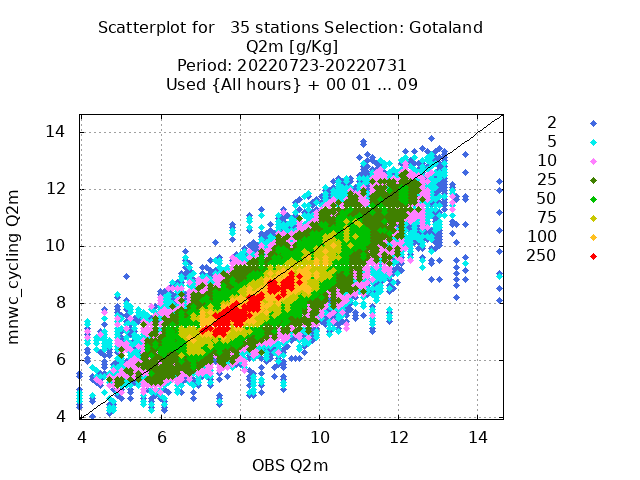 Scatterplot for   35 stations Selection: Gotaland
Q2m [g/Kg]
Period: 20220723-20220731
Used {All hours} + 00 01 ... 09
14
12
10
8
6
4
mnwc_cycling Q2m
4 6 8 10 12 14
OBS Q2m
2
5
10
25
50
75
100
250